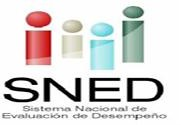 SNED
Sistema Nacional de
Evaluación de Desempeño